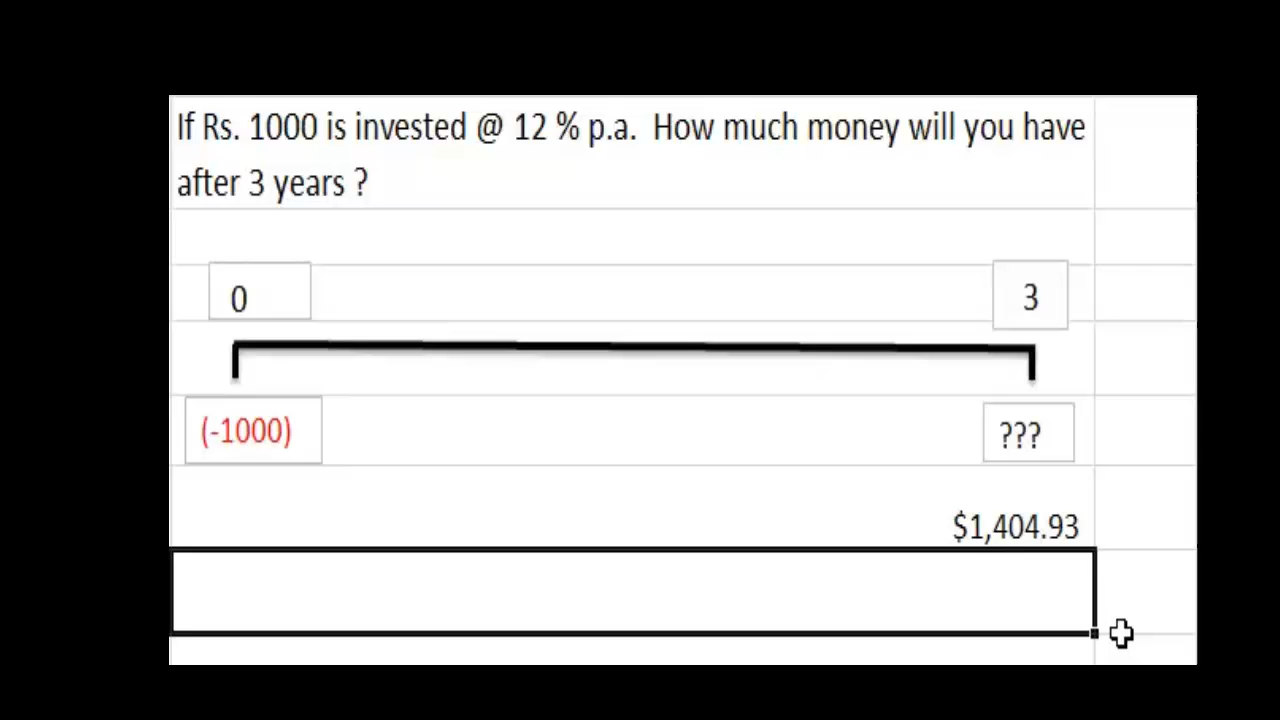 If Rs. 1000 is invested @ 12 % p.a. How much money will you have
after 3 years ?
0
3
(-1000)
???
$1,404.93